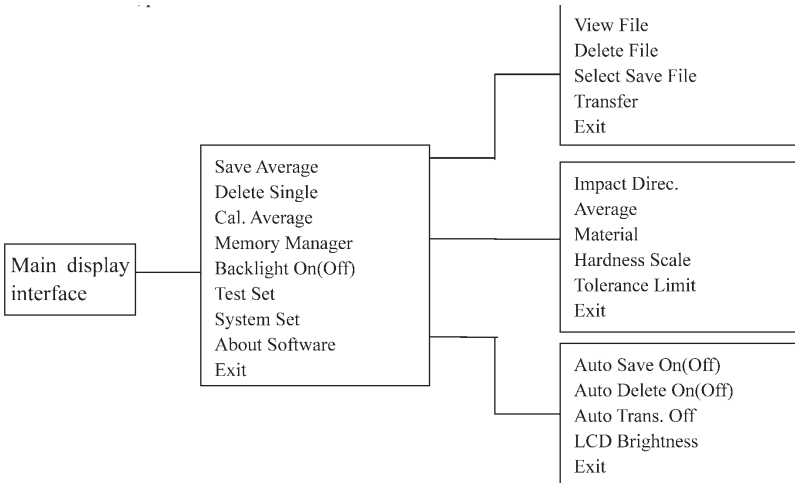 Main display
interface
Save Average
Delete Single
Cal. Average
Memory Manager
Backlight On(Off)
Test Set
System Set
About Software
Exit
View File
Delete File
Select Save File
Transfer
Exit
Impact Direc.
Average
Material
Hardness Scale
Tolerance Limit
Exit
Auto Save On(Off)
Auto Delete On(Off)
Auto Trans. Off
LCD Brightness
Exit